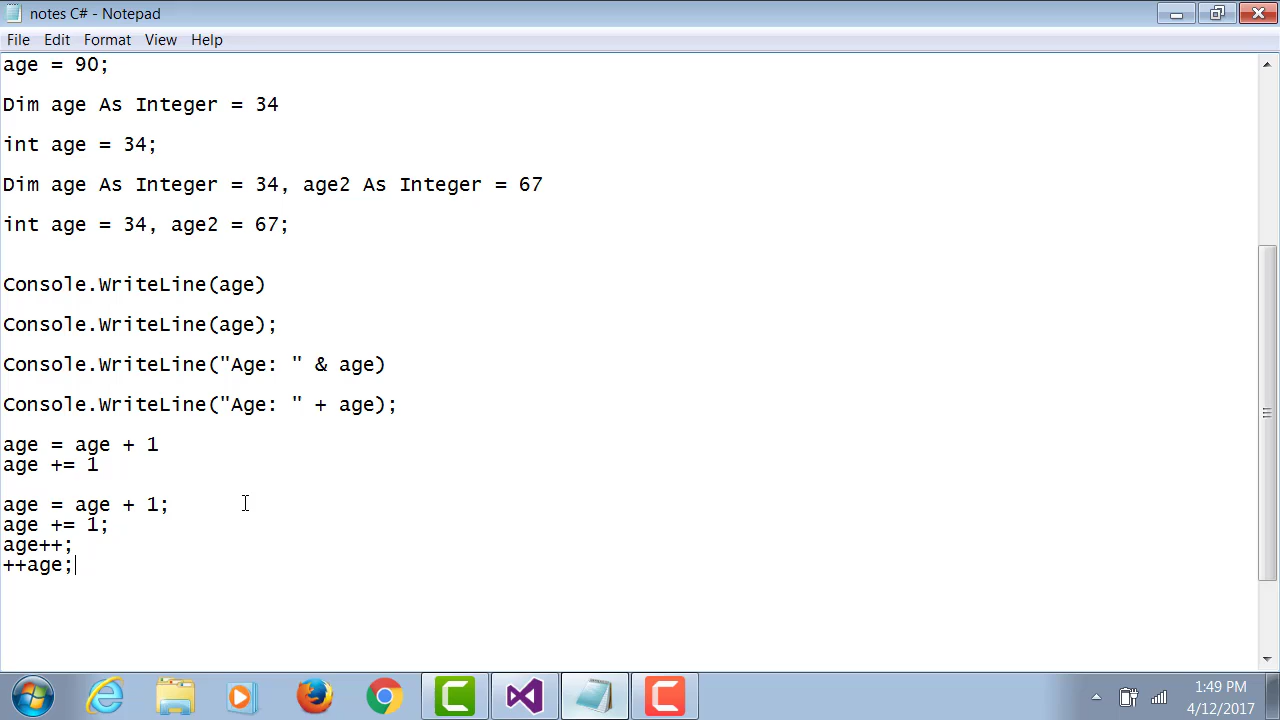 notes C# - Notepad
File Edit Format View Help
age = 90;
Dim age As Integer = 34
int age = 34;
Dim age As Integer = 34, age2 As Integer = 67
int age = 34, age2 = 67;
Console.WriteLine(age)
Console.WriteLine(age);
Console.WriteLine("Age: " & age)
Console.WriteLine("Age: " + age);
age = age + 1
age += 1
age = age + 1;
age += 1;
age++;
++age;
1:49 PM
4/12/2017